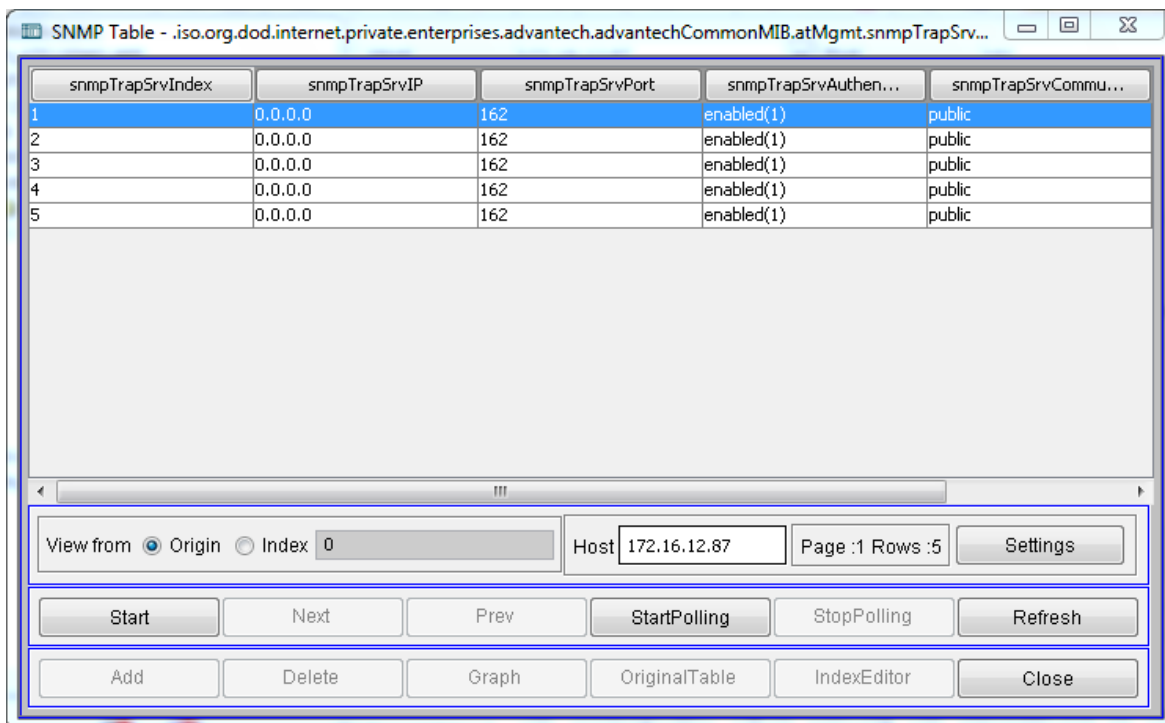 SNMP Table - .iso.org.dod.internet.private.enterprises.advantech.advantechCommonMIB.atMgmt.snmpTrapSrv...
snmpTrapSrvIndex snmpTrapSrvIP snmpTrapSrvPort snmpTrapSrvAuthen... snmpTrapSrvCommu...
1 0.0.0.0 162 enabled(1) public
2 0.0.0.0 162 enabled(1) public
3 0.0.0.0 162 enabled(1) public
4 0.0.0.0 162 enabled(1) public
5 0.0.0.0 162 enabled(1) public
View from Origin Index 0 Host 172.16.12.87 Page :1 Rows :5 Settings
Start Next Prev StartPolling StopPolling Refresh
Add Delete Graph OriginalTable IndexEditor Close